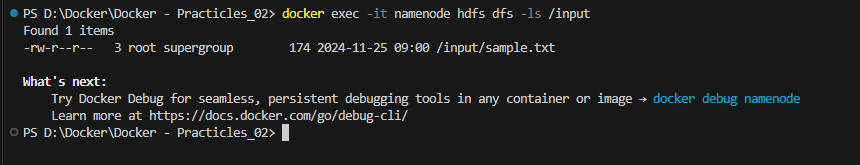 PS D:\Docker\Docker - Practicles_02> docker exec -it namenode hdfs dfs -ls /input
Found 1 items
-rw-r--r--   3 root supergroup        174 2024-11-25 09:00 /input/sample.txt
What's next:
    Try Docker Debug for seamless, persistent debugging tools in any container or image → docker debug namenode
    Learn more at https://docs.docker.com/go/debug-cli/
PS D:\Docker\Docker - Practicles_02>